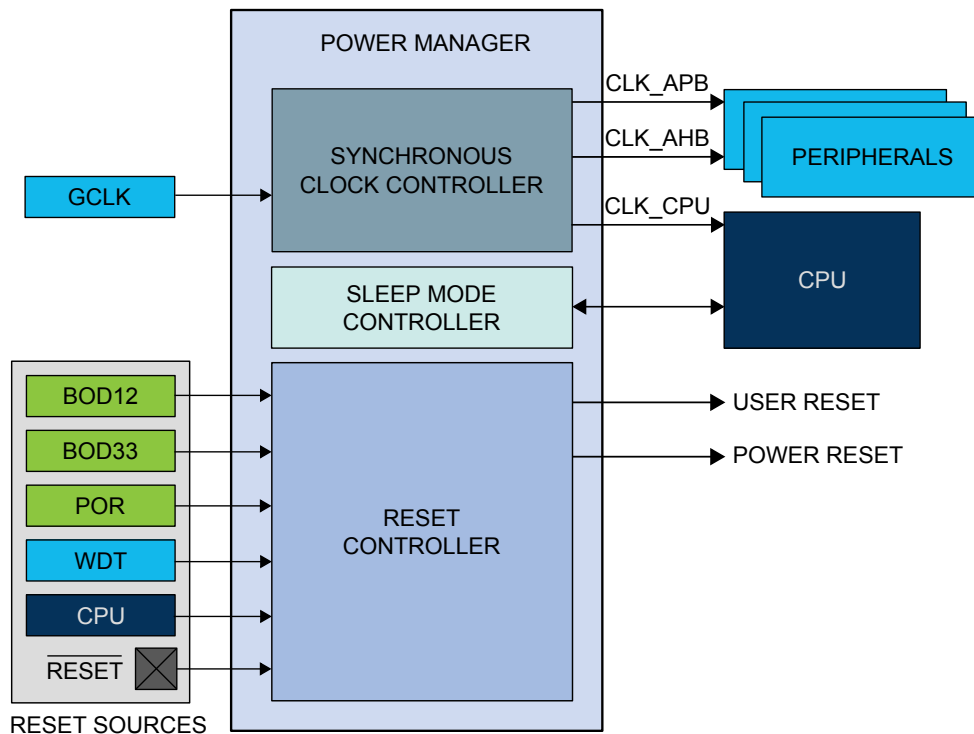 POWER MANAGER
SYNCHRONOUS
CLOCK CONTROLLER
GCLK
CLK_APB
CLK_AHB
CLK_CPU
PERIPHERALS
CPU
SLEEP MODE
CONTROLLER
BOD12
BOD33
POR
WDT
CPU
RESET
RESET SOURCES
RESET
CONTROLLER
USER RESET
POWER RESET